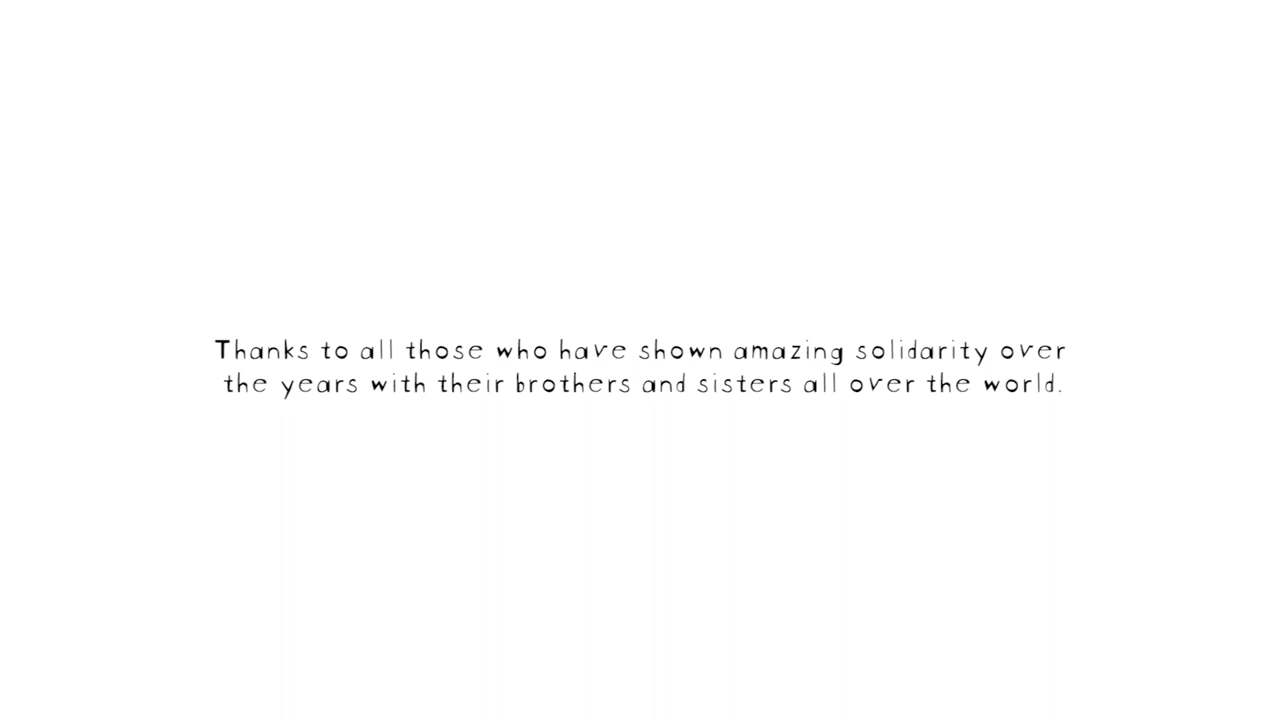 Thanks to all those who have shown amazing solidarity over
the years with their brothers and sisters all over the world.